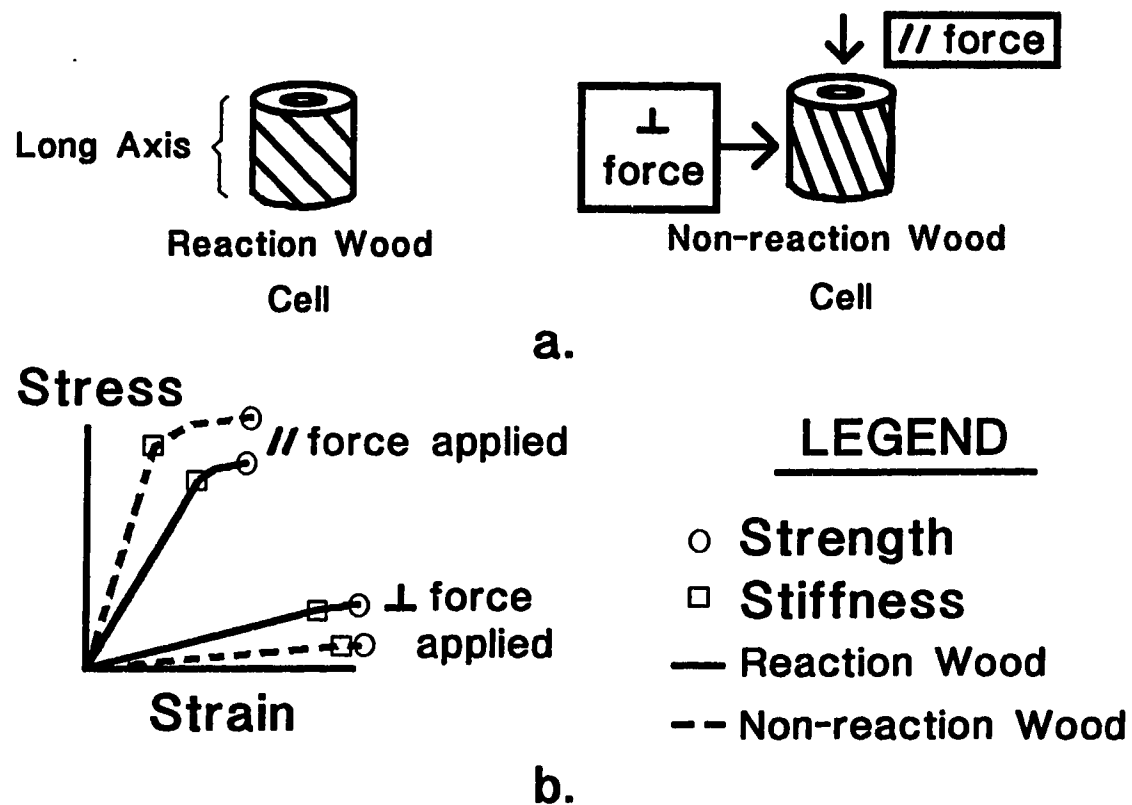 // force
Long Axis
⊥
force
Reaction Wood
Cell
Non-reaction Wood
Cell
a.
Stress
// force applied
⊥ force
applied
Strain
LEGEND
Strength
Stiffness
Reaction Wood
Non-reaction Wood
b.